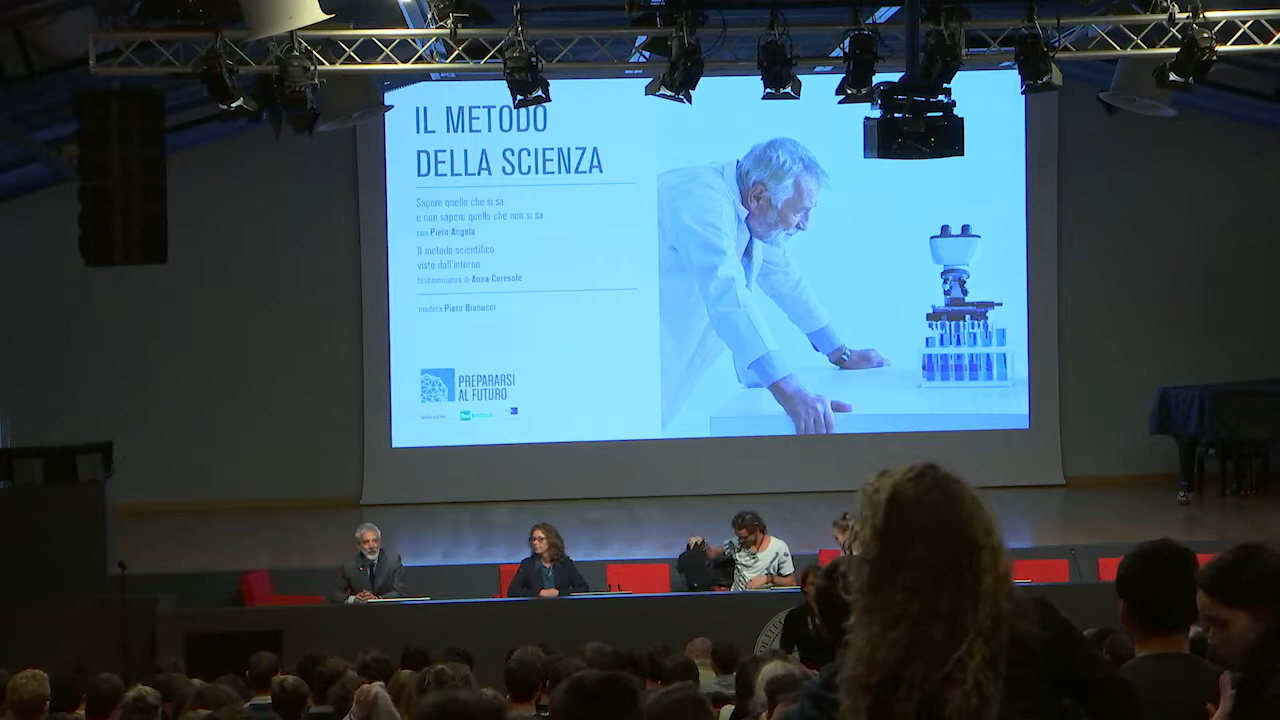 IL METODO
DELLA SCIENZA
Sapere quello che si sa
e non sapere quello che non si sa
con Piero Angela
Il metodo scientifico
visto dall'interno
testimonianza di Anna Ceresole
modera Piero Bianucci
PREPARARSI
AL FUTURO